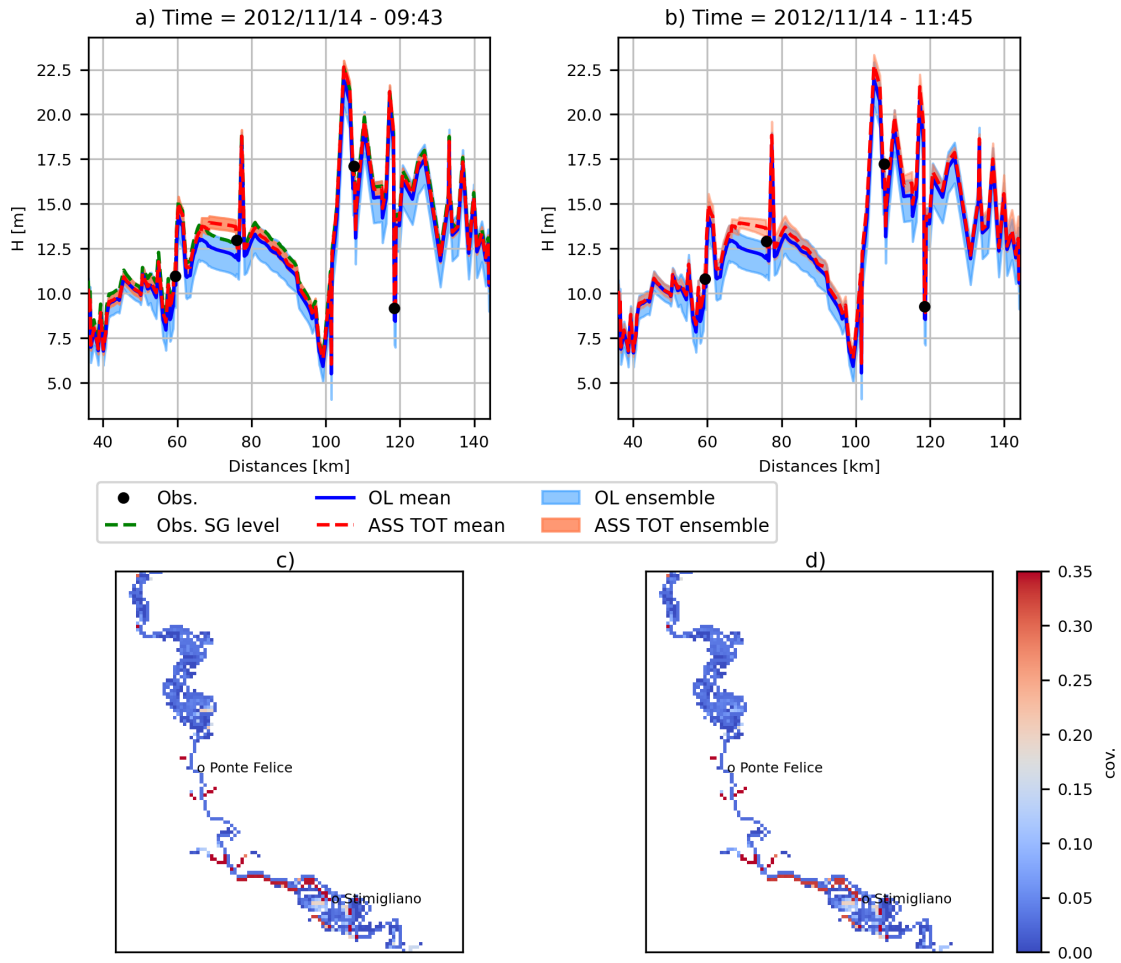 a) Time = 2012/11/14 - 09:43
b) Time = 2012/11/14 - 11:45
H [m]
22.5
20.0
17.5
15.0
12.5
10.0
7.5
5.0
40 60 80 100 120 140
Distances [km]
H [m]
22.5
20.0
17.5
15.0
12.5
10.0
7.5
5.0
40 60 80 100 120 140
Distances [km]
Obs. OL mean OL ensemble
Obs. SG level ASS TOT mean ASS TOT ensemble
c)
o Ponte Felice
o Stimigliano
d)
o Ponte Felice
o Stimigliano
0.35
0.30
0.25
0.20
0.15
0.10
0.05
0.00
cov.